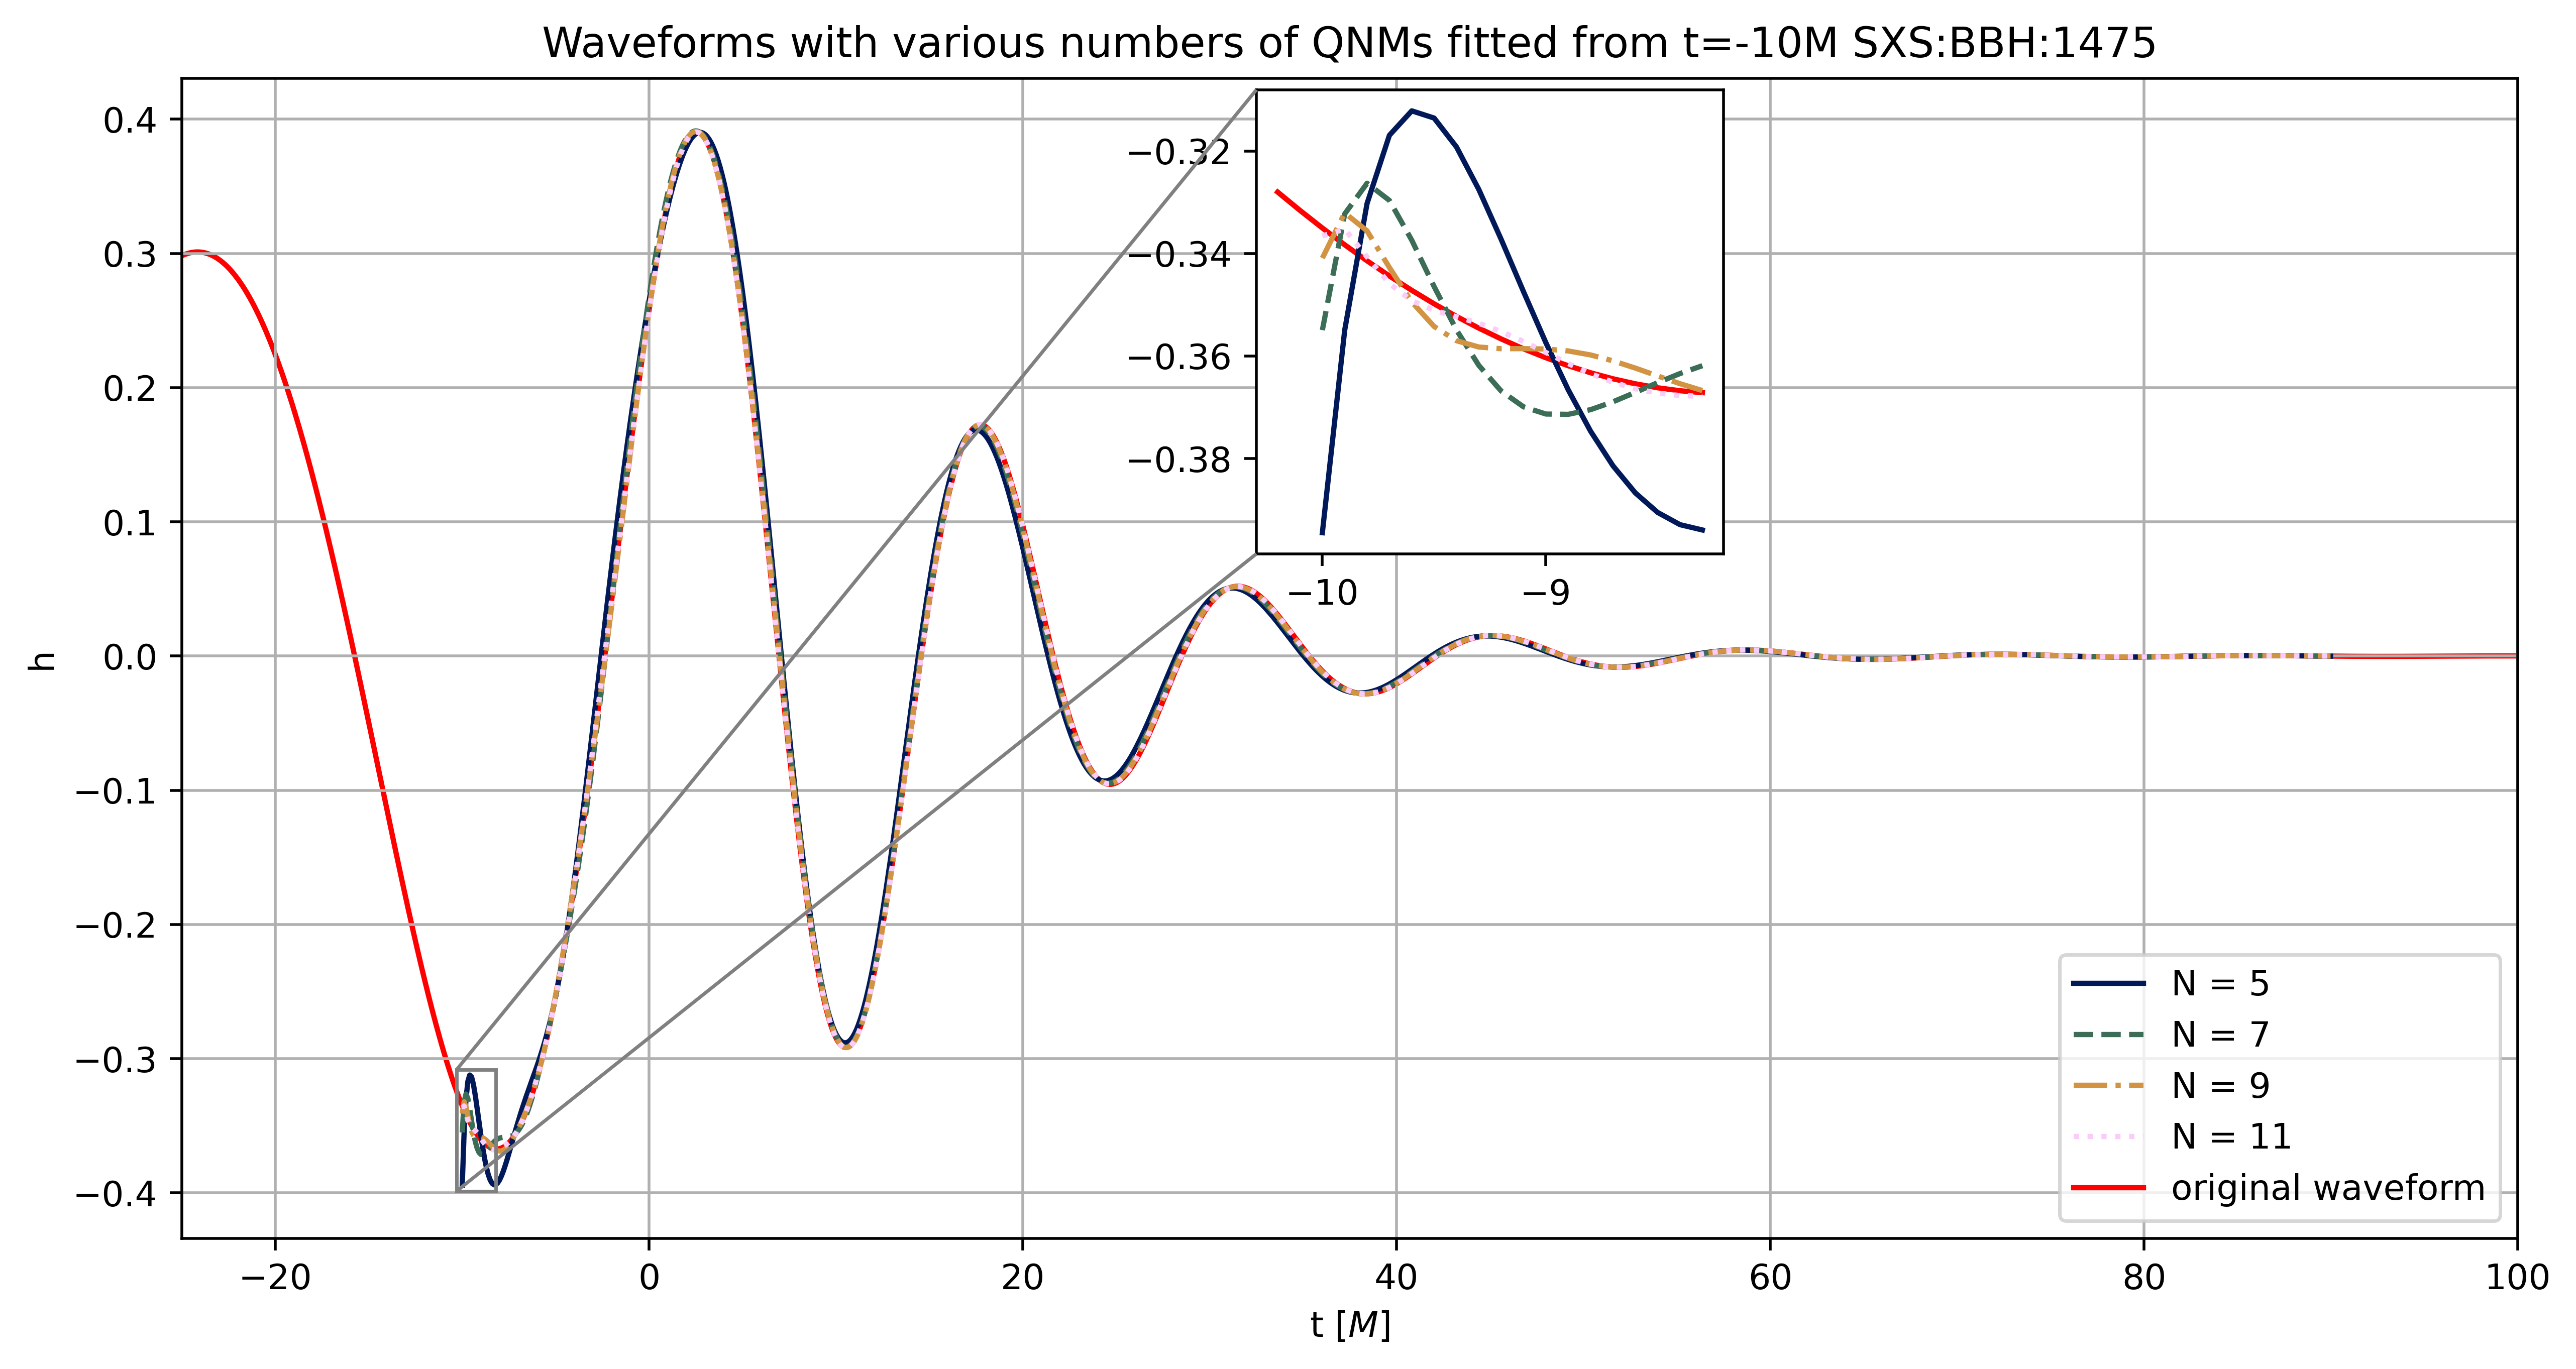 Waveforms with various numbers of QNMs fitted from t=-10M SXS:BBH:1475
h
0.4
0.3
0.2
0.1
0.0
−0.1
−0.2
−0.3
−0.4
−0.32
−0.34
−0.36
−0.38
−10 −9
N = 5
N = 7
N = 9
N = 11
original waveform
−20 0 20 40 60 80 100
t [M]